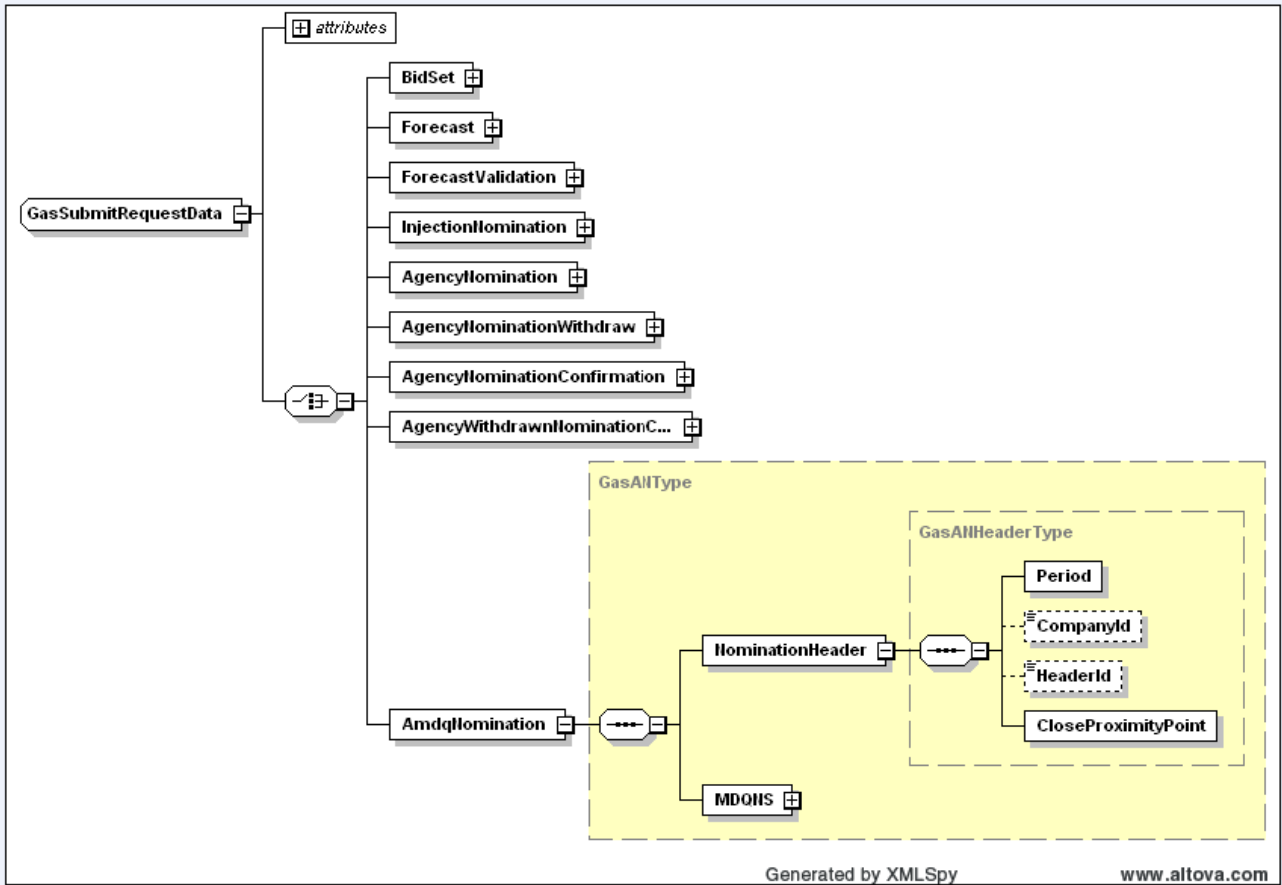 attributes
BidSet
Forecast
ForecastValidation
GasSubmitRequestData
InjectionNomination
AgencyNomination
AgencyNominationWithdraw
AgencyNominationConfirmation
AgencyWithdrawnNominationC...
GasANType
GasANHeaderType
Period
CompanyId
NominationHeader
HeaderId
AmdqNomination
CloseProximityPoint
MDQNS
Generated by XMLSpy
www.altova.com